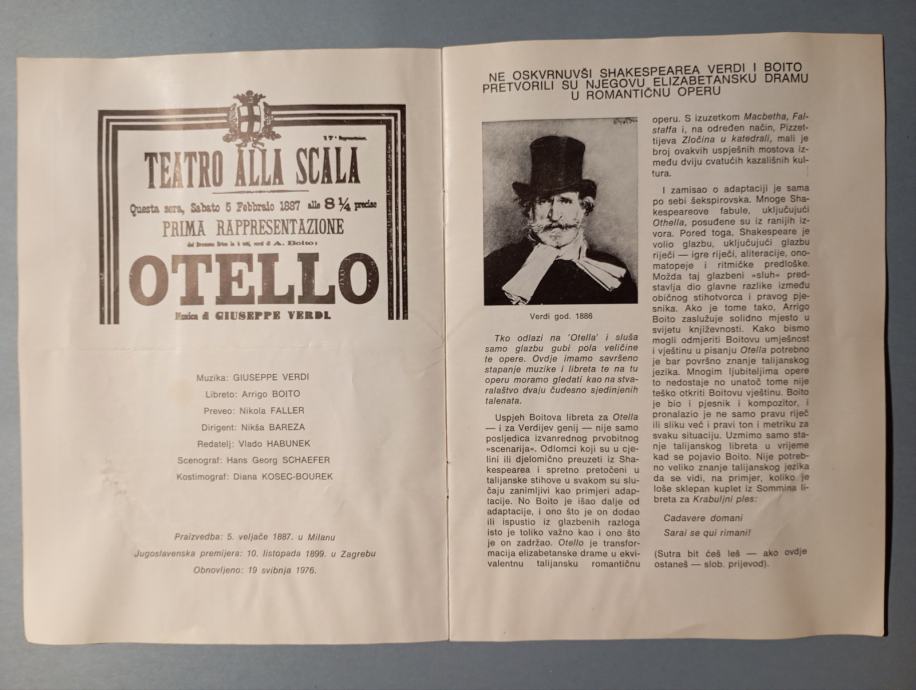 17ª Rappresentazione
TEATRO ALLA SCALA
Questa sera, Sabato 5 Febbraio 1887 alle 8 1/4 precise
PRIMA RAPPRESENTAZIONE
del Dramma lirico in 4 atti, versi di A. Boito:
OTELLO
Musica di GIUSEPPE VERDI.
Muzika: GIUSEPPE VERDI
Libreto: Arrigo BOITO
Preveo: Nikola FALLER
Dirigent: Nikša BAREZA
Redatelj: Vlado HABUNEK
Scenograf: Hans Georg SCHAEFER
Kostimograf: Diana KOSEC-BOUREK
Praizvedba: 5. veljače 1887. u Milanu
Jugoslavenska premijera: 10. listopada 1899. u Zagrebu
Obnovljeno: 19 svibnja 1976.
NE OSKVRNUVŠI SHAKESPEAREA VERDI I BOITO
PRETVORILI SU NJEGOVU ELIZABETANSKU DRAMU
U ROMANTIČNU OPERU
Verdi god. 1886
Tko odlazi na 'Otella' i sluša
samo glazbu gubi pola veličine
te opere. Ovdje imamo savršeno
stapanje muzike i libreta te na tu
operu moramo gledati kao na stva-
ralaštvo dvaju čudesno sjedinjenih
talenata.
Uspjeh Boitova libreta za Otella
— i za Verdijev genij — nije samo
posljedica izvanrednog prvobitnog
»scenarija«. Odlomci koji su u cje-
lini ili djelomično preuzeti iz Sha-
kespearea i spretno pretočeni u
talijanske stihove u svakom su slu-
čaju zanimljivi kao primjeri adap-
tacije. No Boito je išao dalje od
adaptacije, i ono što je on dodao
ili ispustio iz glazbenih razloga
isto je toliko važno kao i ono što
je on zadržao. Otello je transfor-
macija elizabetanske drame u ekvi-
valentnu talijansku romantičnu
operu. S izuzetkom Macbetha, Fal-
staffa i, na određen način, Pizzet-
tijeva Zločina u katedrali, mali je
broj ovakvih uspješnih mostova iz-
među dviju cvatućih kazališnih kul-
tura.
I zamisao o adaptaciji je sama
po sebi šekspirovska. Mnoge Sha-
kespeareove fabule, uključujući
Othella, posuđene su iz ranijih iz-
vora. Pored toga, Shakespeare je
volio glazbu, uključujući glazbu
riječi — igre riječi, aliteracije, ono-
matopeje i ritmičke predloške.
Možda taj glazbeni »sluh« pred-
stavlja dio glavne razlike između
običnog stihotvorca i pravog pje-
snika. Ako je tome tako, Arrigo
Boito zaslužuje solidno mjesto u
svijetu književnosti. Kako bismo
mogli odmjeriti Boitovu umješnost
i vještinu u pisanju Otella potrebno
je bar površno znanje talijanskog
jezika. Mnogim ljubiteljima opere
to nedostaje no unatoč tome nije
teško otkriti Boitovu vještinu. Boito
je bio i pjesnik i kompozitor, i
pronalazio je ne samo pravu riječ
ili sliku već i pravi ton i metriku za
svaku situaciju. Uzmimo samo sta-
nje talijanskog libreta u vrijeme
kad se pojavio Boito. Nije potreb-
no veliko znanje talijanskog jezika
da se vidi, na primjer, koliko je
loše sklepan kuplet iz Sommina li-
breta za Krabuljni ples:
Cadavere domani
Sarai se qui rimani!
(Sutra bit ćeš leš — ako ovdje
ostaneš — slob. prijevod).